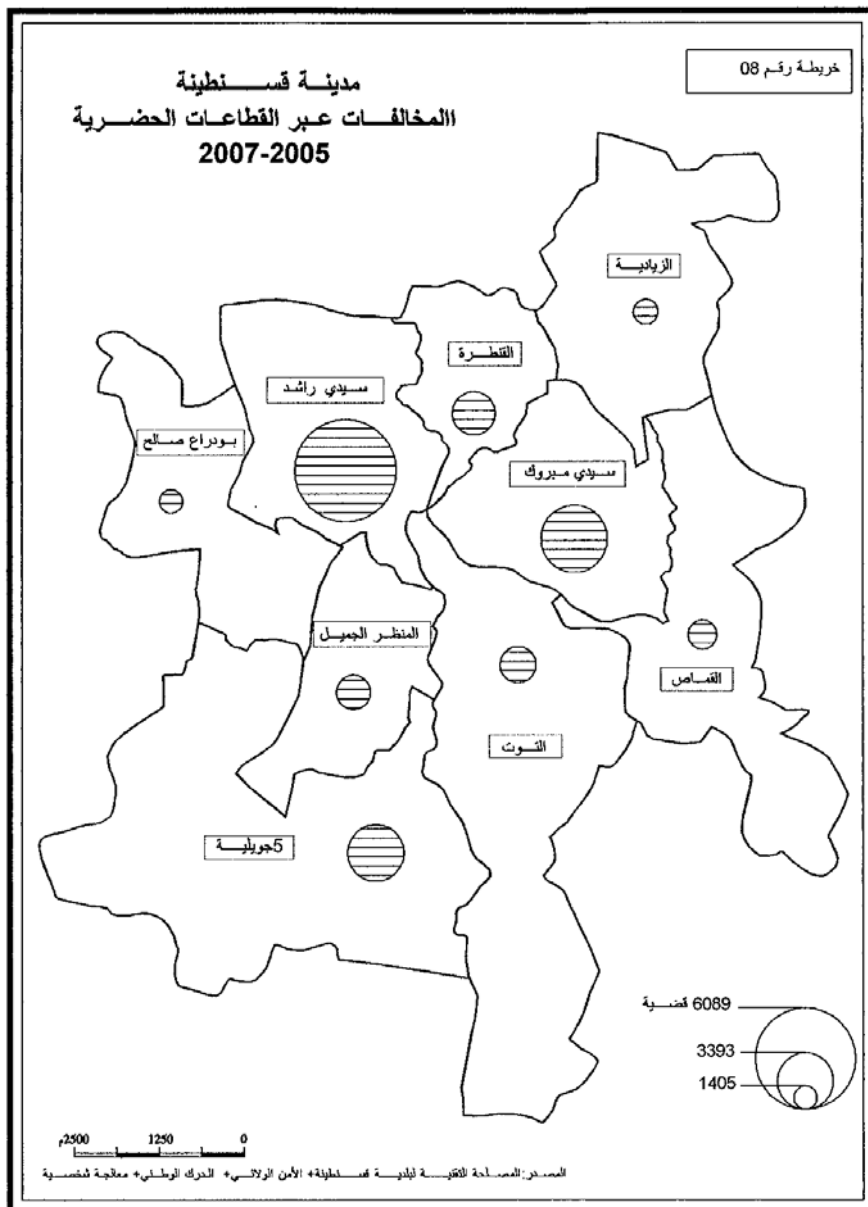 خريطة رقم 08
مدينة قسنطينة
االمخالفات عبر القطاعات الحضرية
2007-2005
الزيادية
القنطرة
سيدي راشد
بودراع صالح
سيدي مبروك
المنظر الجميل
القماص
التوت
5جويلية
6089 قضية
3393
1405
2500م 1250 0
المصدر: المصلحة التقنية لبلدية قسنطينة+ الأمن الولائي+ الدرك الوطني+ معالجة شخصية